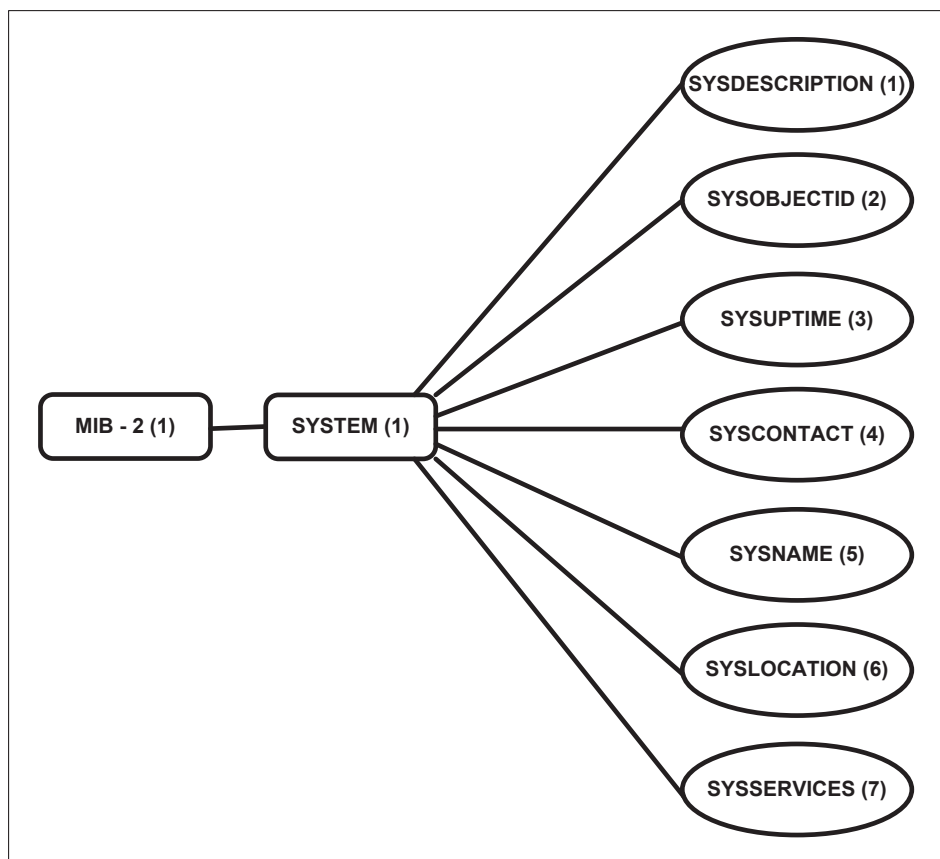 SYSDESCRIPTION (1)
SYSOBJECTID (2)
SYSUPTIME (3)
MIB - 2 (1)
SYSTEM (1)
SYSCONTACT (4)
SYSNAME (5)
SYSLOCATION (6)
SYSSERVICES (7)